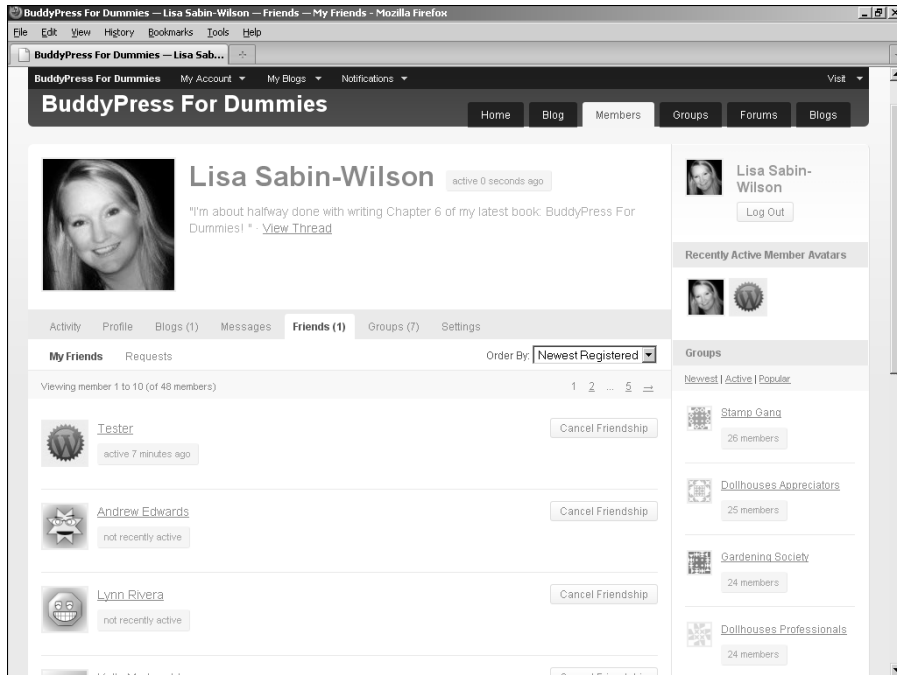 BuddyPress For Dummies — Lisa Sabin-Wilson — Friends — My Friends - Mozilla Firefox
File Edit View History Bookmarks Tools Help
BuddyPress For Dummies — Lisa Sab...
BuddyPress For Dummies My Account My Blogs Notifications Visit
BuddyPress For Dummies
Home Blog Members Groups Forums Blogs
Lisa Sabin-Wilson active 0 seconds ago
"I'm about halfway done with writing Chapter 6 of my latest book: BuddyPress For
Dummies! " · View Thread
Activity Profile Blogs (1) Messages Friends (1) Groups (7) Settings
My Friends Requests Order By: Newest Registered
Viewing member 1 to 10 (of 48 members) 1 2 ... 5 →
Tester Cancel Friendship
active 7 minutes ago
Andrew Edwards Cancel Friendship
not recently active
Lynn Rivera Cancel Friendship
not recently active
Lisa Sabin-
Wilson
Log Out
Recently Active Member Avatars
Groups
Newest | Active | Popular
Stamp Gang
26 members
Dollhouses Appreciators
25 members
Gardening Society
24 members
Dollhouses Professionals
24 members